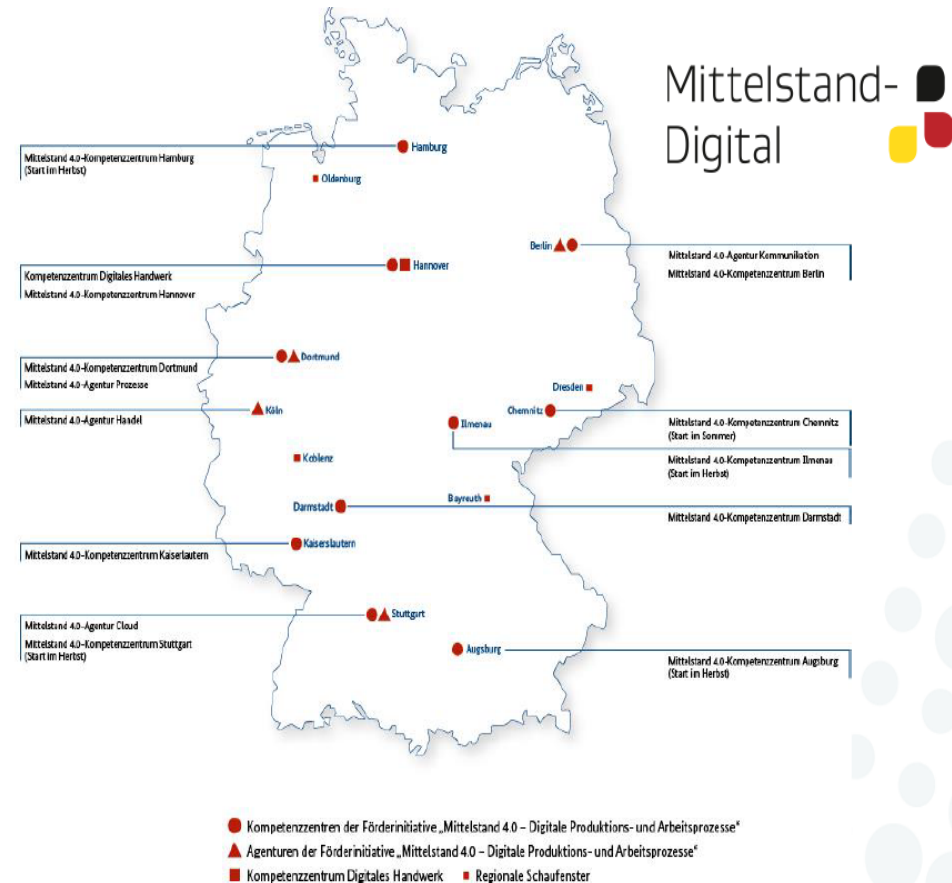 Mittelstand-
Digital
Hamburg
Mittelstand 4.0-Kompetenzzentrum Hamburg
(Start im Herbst)
Oldenburg
Berlin
Mittelstand 4.0-Agentur Kommunikation
Mittelstand 4.0-Kompetenzzentrum Berlin
Hannover
Kompetenzzentrum Digitales Handwerk
Mittelstand 4.0-Kompetenzzentrum Hannover
Dortmund
Mittelstand 4.0-Kompetenzzentrum Dortmund
Mittelstand 4.0-Agentur Prozesse
Dresden
Köln
Mittelstand 4.0-Agentur Handel
Chemnitz
Mittelstand 4.0-Kompetenzzentrum Chemnitz
(Start im Sommer)
Ilmenau
Mittelstand 4.0-Kompetenzzentrum Ilmenau
(Start im Herbst)
Koblenz
Bayreuth
Darmstadt
Mittelstand 4.0-Kompetenzzentrum Darmstadt
Kaiserslautern
Mittelstand 4.0-Kompetenzzentrum Kaiserlautern
Stuttgart
Mittelstand 4.0-Agentur Cloud
Mittelstand 4.0-Kompetenzzentrum Stuttgart
(Start im Herbst)
Augsburg
Mittelstand 4.0-Kompetenzzentrum Augsburg
(Start im Herbst)
Kompetenzzentren der Förderinitiative „Mittelstand 4.0 – Digitale Produktions- und Arbeitsprozesse“
Agenturen der Förderinitiative „Mittelstand 4.0 – Digitale Produktions- und Arbeitsprozesse“
Kompetenzzentrum Digitales Handwerk Regionale Schaufenster